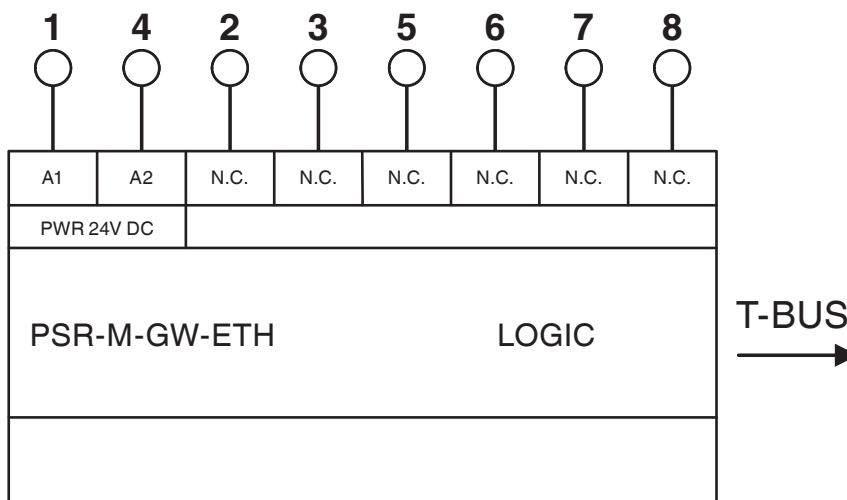 1 4 2 3 5 6 7 8
A1 A2 N.C. N.C. N.C. N.C. N.C. N.C.
PWR 24V DC
PSR-M-GW-ETH LOGIC
T-BUS